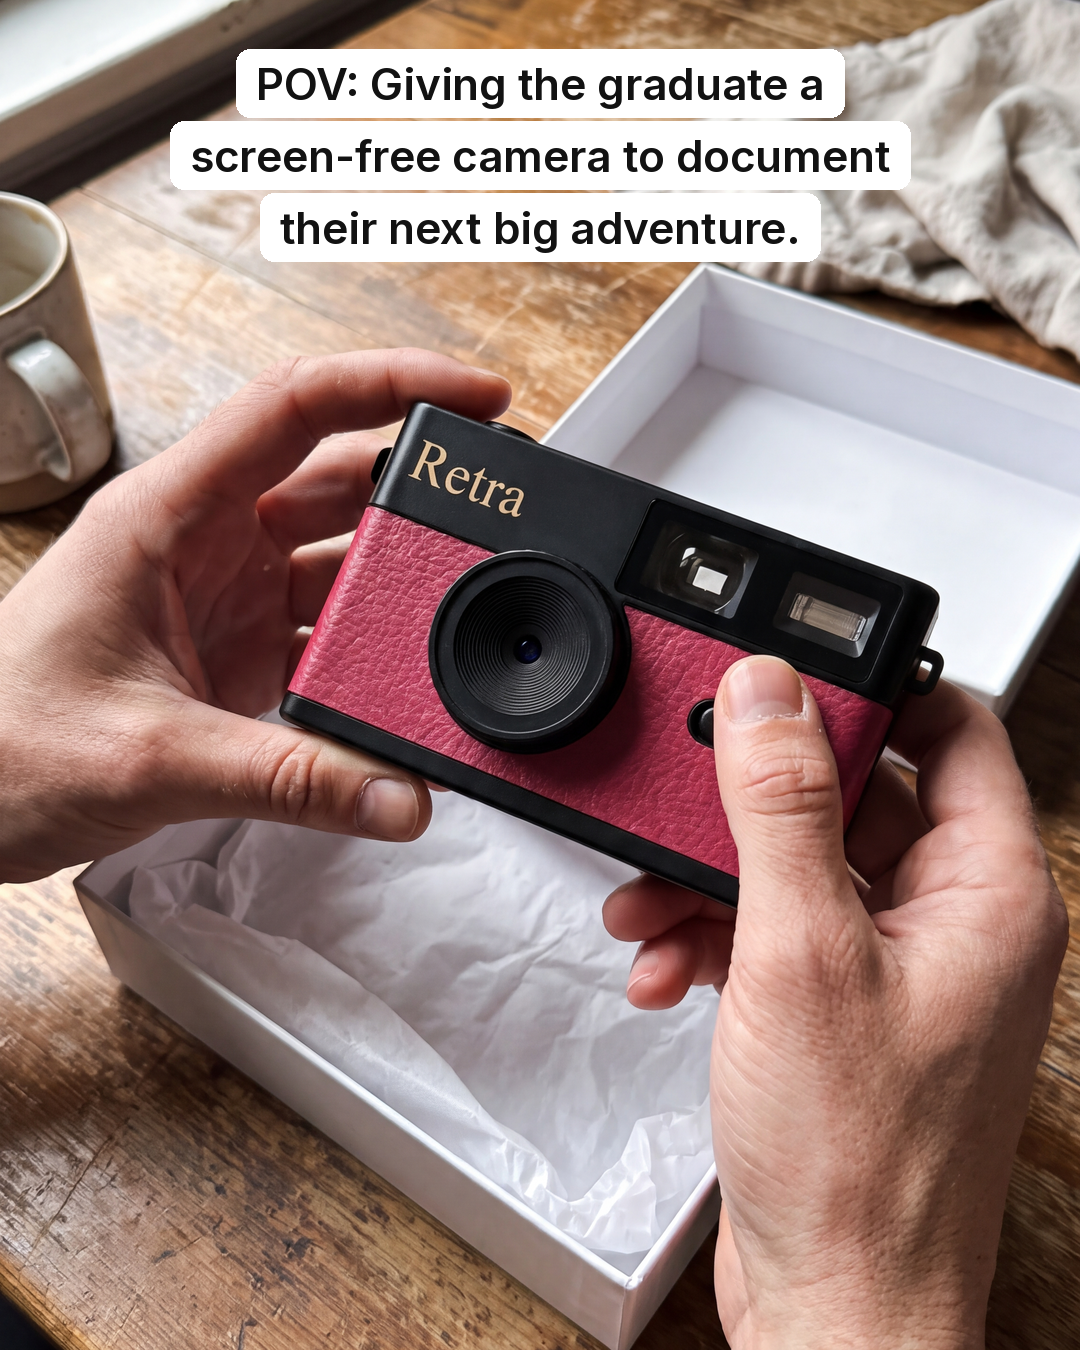 POV: Giving the graduate a
screen-free camera to document
their next big adventure.
Retra